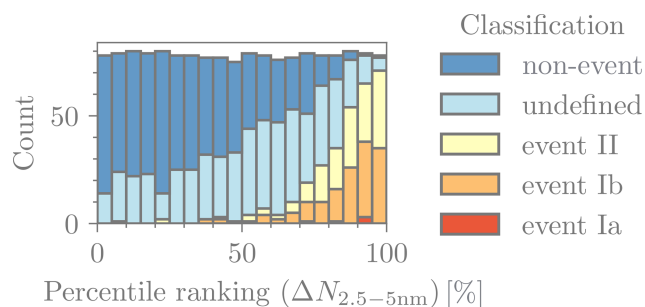 Classification
non-event
undefined
event II
event Ib
event Ia
Count
50
0
0
50
100
Percentile ranking (ΔN₂.₅₋₅ₙₘ) [%]